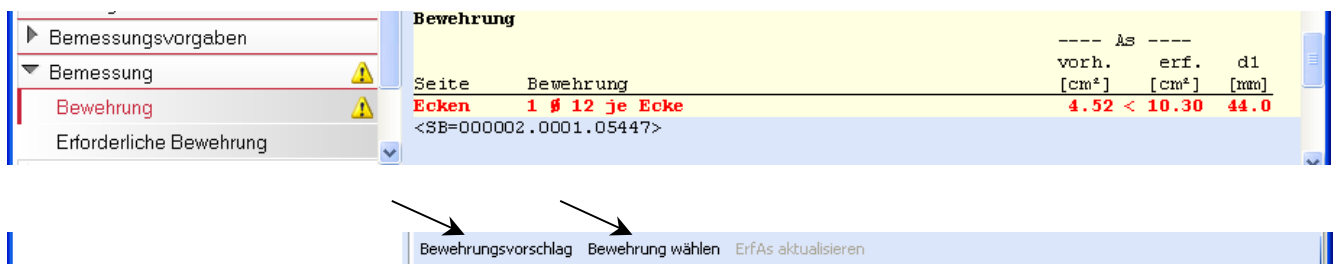 Bewehrung
Bemessungsvorgaben
---- As ----
Bemessung
vorh. erf. d1
Seite Bewehrung [cm²] [cm²] [mm]
Bewehrung
Ecken 1 ø 12 je Ecke 4.52 < 10.30 44.0
<SB=000002.0001.05447>
Erforderliche Bewehrung
Bewehrungsvorschlag Bewehrung wählen ErfAs aktualisieren